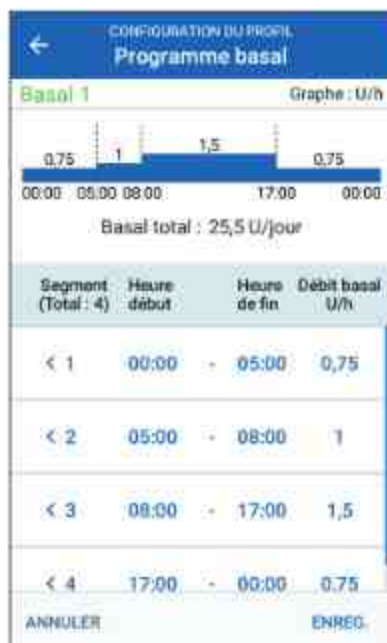 CONFIGURATION DU PROFIL
Programme basal
Basal 1 Graphe : U/h
0,75 1 1,5 0,75
00:00 05:00 08:00 17:00 00:00
Basal total : 25,5 U/jour
Segment Heure Heure Débit basal
(Total : 4) début de fin U/h
< 1 00:00 - 05:00 0,75
< 2 05:00 - 08:00 1
< 3 08:00 - 17:00 1,5
< 4 17:00 - 00:00 0,75
ANNULER ENREG.